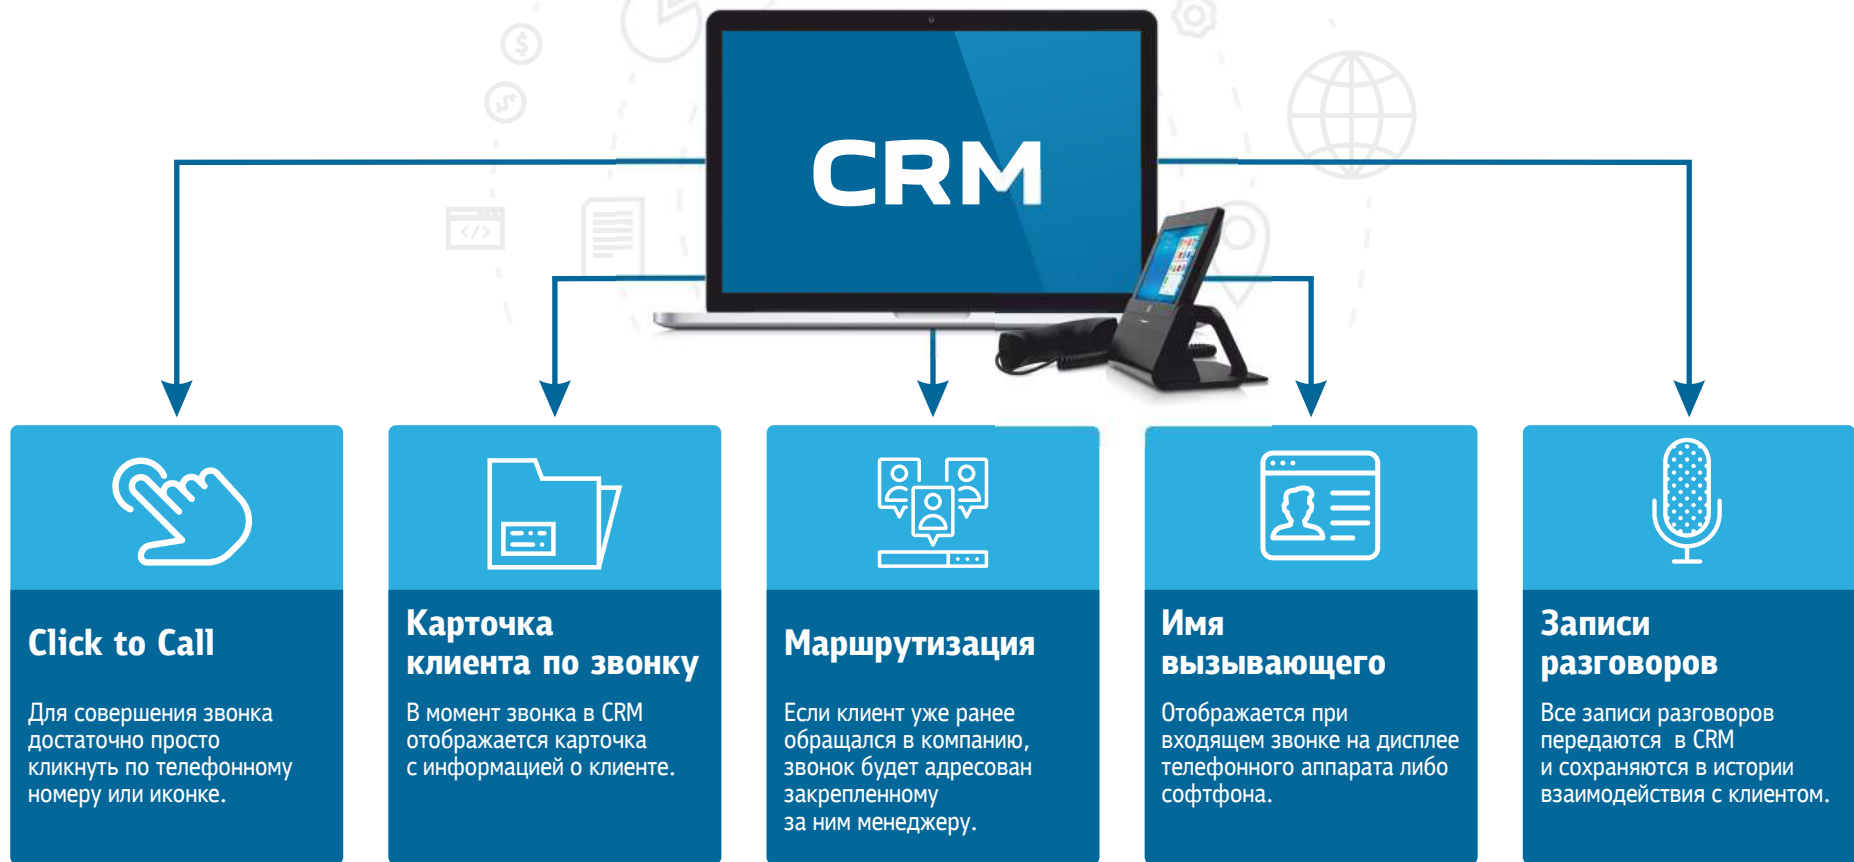 CRM
Click to Call
Для совершения звонка
достаточно просто
кликнуть по телефонному
номеру или иконке.
Карточка
клиента по звонку
В момент звонка в CRM
отображается карточка
с информацией о клиенте.
Маршрутизация
Если клиент уже ранее
обращался в компанию,
звонок будет адресован
закрепленному
за ним менеджеру.
Имя
вызывающего
Отображается при
входящем звонке на дисплее
телефонного аппарата либо
софтфона.
Записи
разговоров
Все записи разговоров
передаются в CRM
и сохраняются в истории
взаимодействия с клиентом.